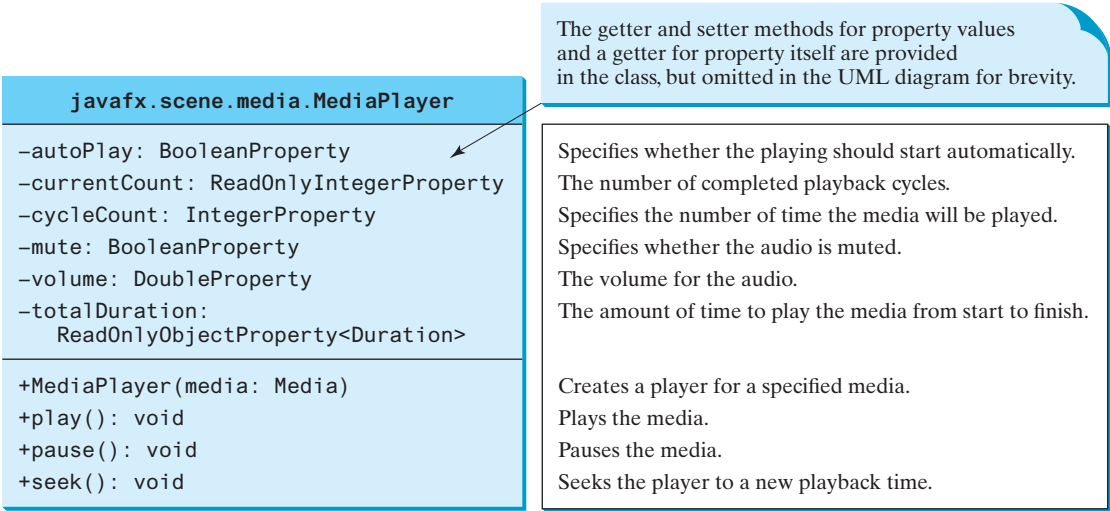 The getter and setter methods for property values
and a getter for property itself are provided
in the class, but omitted in the UML diagram for brevity.
javafx.scene.media.MediaPlayer
–autoPlay: BooleanProperty
–currentCount: ReadOnlyIntegerProperty
–cycleCount: IntegerProperty
–mute: BooleanProperty
–volume: DoubleProperty
–totalDuration:
ReadOnlyObjectProperty<Duration>
+MediaPlayer(media: Media)
+play(): void
+pause(): void
+seek(): void
Specifies whether the playing should start automatically.
The number of completed playback cycles.
Specifies the number of time the media will be played.
Specifies whether the audio is muted.
The volume for the audio.
The amount of time to play the media from start to finish.
Creates a player for a specified media.
Plays the media.
Pauses the media.
Seeks the player to a new playback time.